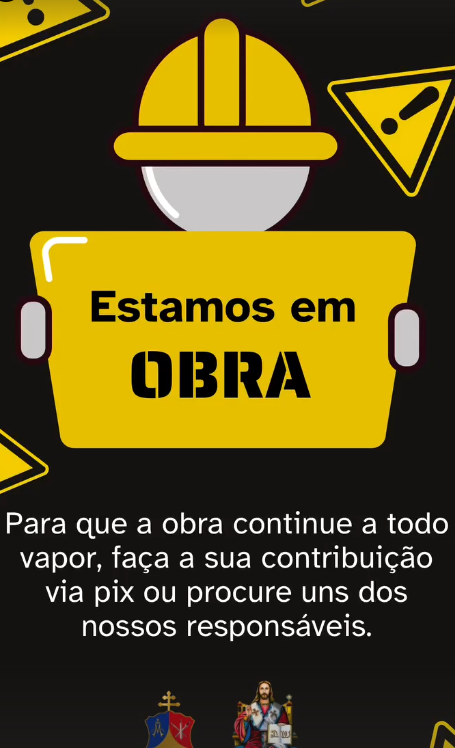 Estamos em
OBRA
Para que a obra continue a todo
vapor, faça a sua contribuição
via pix ou procure uns dos
nossos responsáveis.